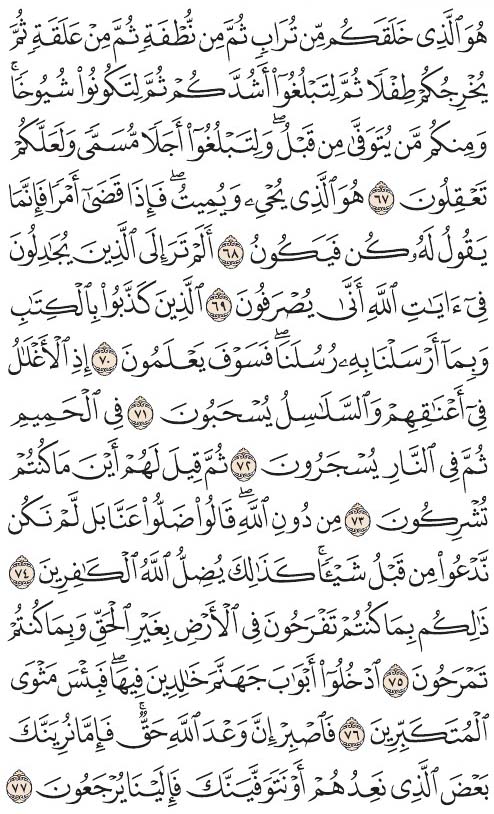 هُوَ ٱلَّذِى خَلَقَكُم مِّن تُرَابٍ ثُمَّ مِن نُّطْفَةٍ ثُمَّ مِنْ عَلَقَةٍ ثُمَّ
يُخْرِجُكُمْ طِفْلًا ثُمَّ لِتَبْلُغُوٓا۟ أَشُدَّكُمْ ثُمَّ لِتَكُونُوا۟ شُيُوخًا ۚ
وَمِنكُم مَّن يُتَوَفَّىٰ مِن قَبْلُ ۖ وَلِتَبْلُغُوٓا۟ أَجَلًا مُّسَمًّى وَلَعَلَّكُمْ
تَعْقِلُونَ ٦٧ هُوَ ٱلَّذِى يُحْىِۦ وَيُمِيتُ ۖ فَإِذَا قَضَىٰٓ أَمْرًا فَإِنَّمَا
يَقُولُ لَهُۥ كُن فَيَكُونُ ٦٨ أَلَمْ تَرَ إِلَى ٱلَّذِينَ يُجَٰدِلُونَ
فِىٓ ءَايَٰتِ ٱللَّهِ أَنَّىٰ يُصْرَفُونَ ٦٩ ٱلَّذِينَ كَذَّبُوا۟ بِٱلْكِتَٰبِ
وَبِمَآ أَرْسَلْنَا بِهِۦ رُسُلَنَا ۖ فَسَوْفَ يَعْلَمُونَ ٧٠ إِذِ ٱلْأَغْلَٰلُ
فِىٓ أَعْنَٰقِهِمْ وَٱلسَّلَٰسِلُ يُسْحَبُونَ ٧١ فِى ٱلْحَمِيمِ
ثُمَّ فِى ٱلنَّارِ يُسْجَرُونَ ٧٢ ثُمَّ قِيلَ لَهُمْ أَيْنَ مَا كُنتُمْ
تُشْرِكُونَ ٧٣ مِن دُونِ ٱللَّهِ ۖ قَالُوا۟ ضَلُّوا۟ عَنَّا بَل لَّمْ نَكُن
نَّدْعُوا۟ مِن قَبْلُ شَيْـًٔا ۚ كَذَٰلِكَ يُضِلُّ ٱللَّهُ ٱلْكَٰفِرِينَ ٧٤
ذَٰلِكُم بِمَا كُنتُمْ تَفْرَحُونَ فِى ٱلْأَرْضِ بِغَيْرِ ٱلْحَقِّ وَبِمَا كُنتُمْ
تَمْرَحُونَ ٧٥ ٱدْخُلُوٓا۟ أَبْوَٰبَ جَهَنَّمَ خَٰلِدِينَ فِيهَا ۖ فَبِئْسَ مَثْوَى
ٱلْمُتَكَبِّرِينَ ٧٦ فَٱصْبِرْ إِنَّ وَعْدَ ٱللَّهِ حَقٌّ ۚ فَإِمَّا نُرِيَنَّكَ
بَعْضَ ٱلَّذِى نَعِدُهُمْ أَوْ نَتَوَفَّيَنَّكَ فَإِلَيْنَا يُرْجَعُونَ ٧٧